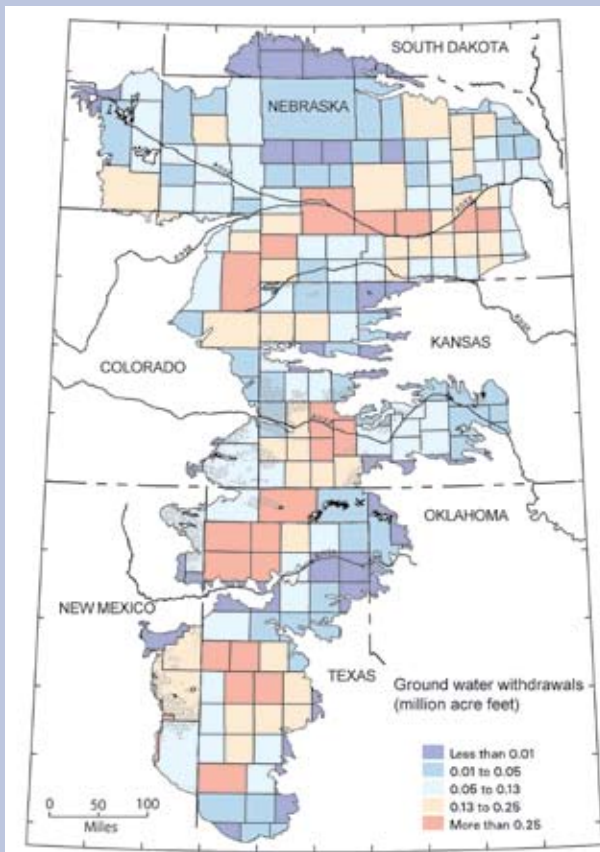 SOUTH DAKOTA
NEBRASKA
COLORADO
KANSAS
OKLAHOMA
NEW MEXICO
TEXAS
Ground water withdrawals
(million acre feet)
Less than 0.01
0.01 to 0.05
0.05 to 0.13
0.13 to 0.25
More than 0.25
0 50 100
Miles